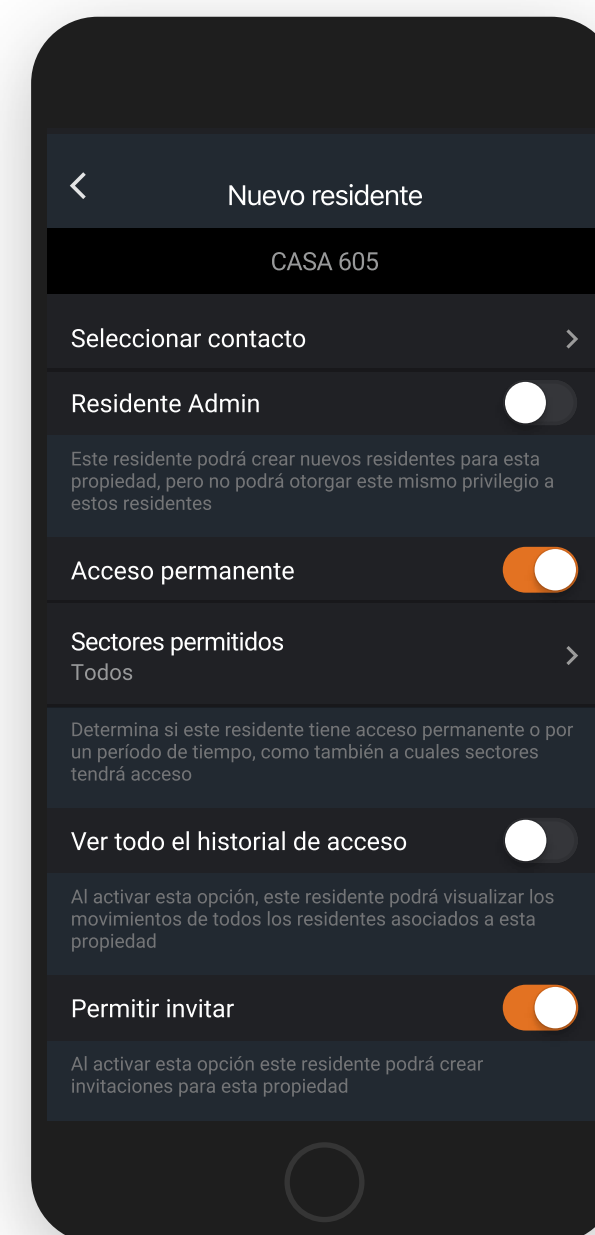 Nuevo residente
CASA 605
Seleccionar contacto
Residente Admin
Este residente podrá crear nuevos residentes para esta
propiedad, pero no podrá otorgar este mismo privilegio a
estos residentes
Acceso permanente
Sectores permitidos
Todos
Determina si este residente tiene acceso permanente o por
un período de tiempo, como también a cuales sectores
tendrá acceso
Ver todo el historial de acceso
Al activar esta opción, este residente podrá visualizar los
movimientos de todos los residentes asociados a esta
propiedad
Permitir invitar
Al activar esta opción este residente podrá crear
invitaciones para esta propiedad